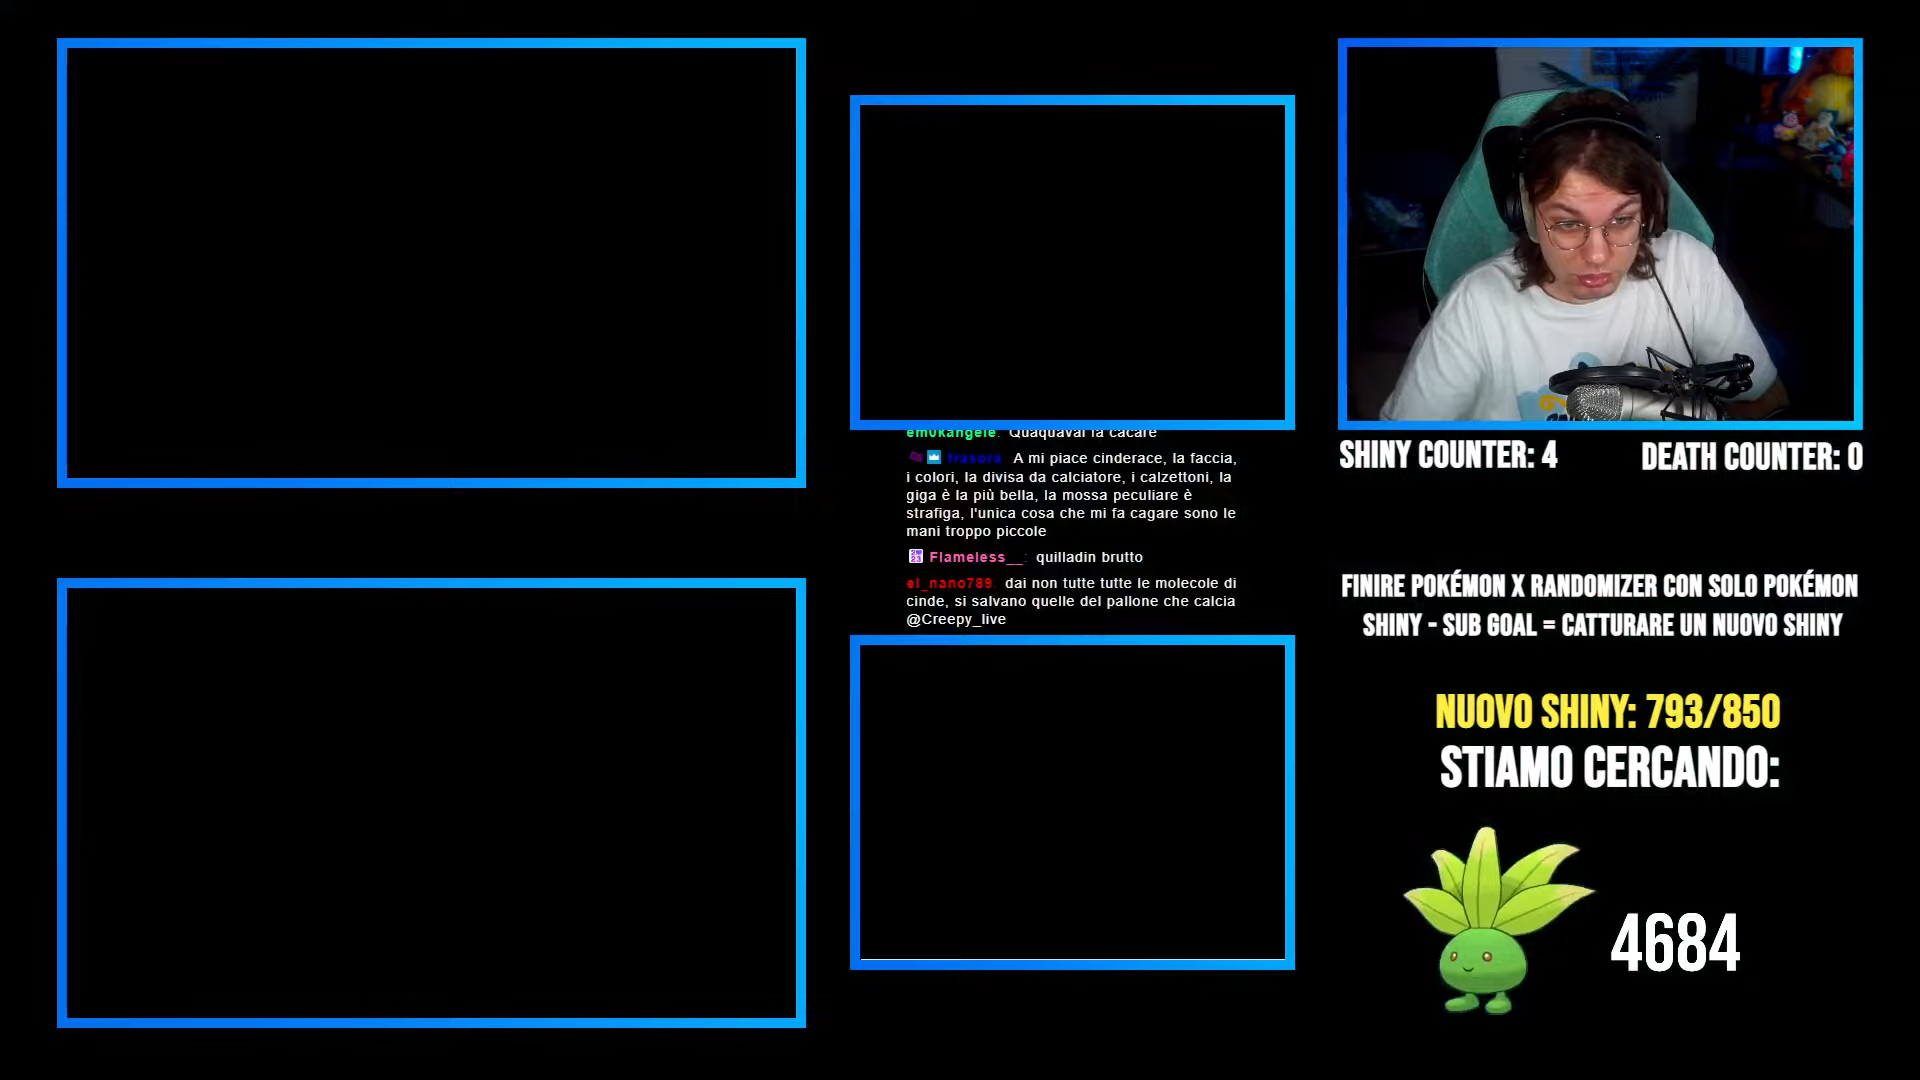 em0kangele: Quaquaval fa cacare
frasora A mi piace cinderace, la faccia,
i colori, la divisa da calciatore, i calzettoni, la
giga è la più bella, la mossa peculiare è
strafiga, l'unica cosa che mi fa cagare sono le
mani troppo piccole
Flameless__: quilladin brutto
el_nano789: dai non tutte tutte le molecole di
cinde, si salvano quelle del pallone che calcia
@Creepy_live
SHINY COUNTER: 4
DEATH COUNTER: 0
FINIRE POKÉMON X RANDOMIZER CON SOLO POKÉMON
SHINY - SUB GOAL = CATTURARE UN NUOVO SHINY
NUOVO SHINY: 793/850
STIAMO CERCANDO:
4684